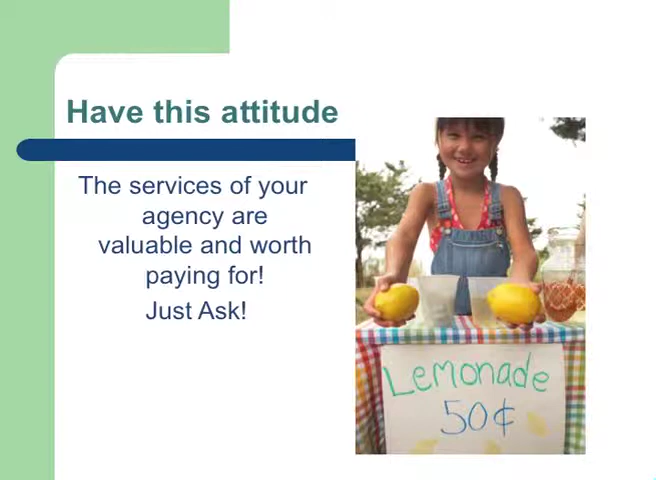 Have this attitude
The services of your
agency are
valuable and worth
paying for!
Just Ask!
Lemonade
50¢